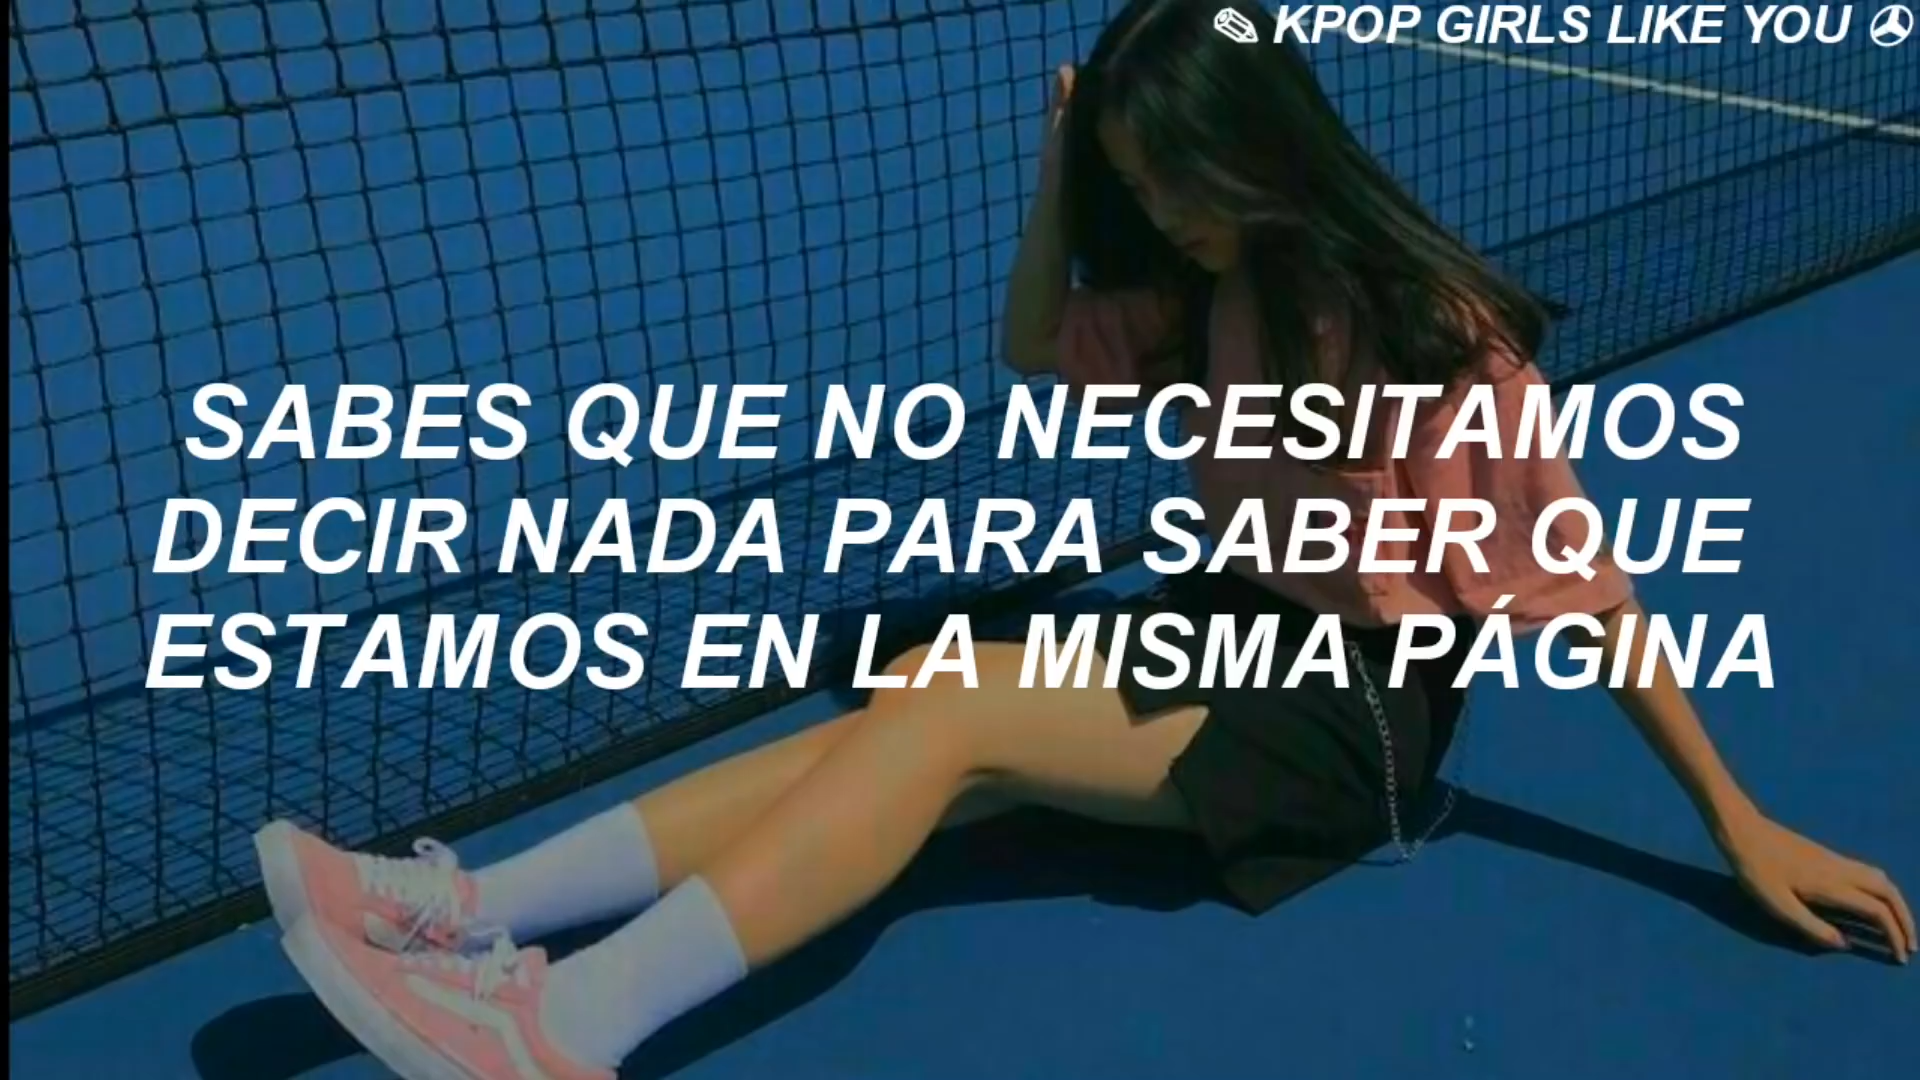 ✎ KPOP GIRLS LIKE YOU ✇
SABES QUE NO NECESITAMOS
DECIR NADA PARA SABER QUE
ESTAMOS EN LA MISMA PÁGINA